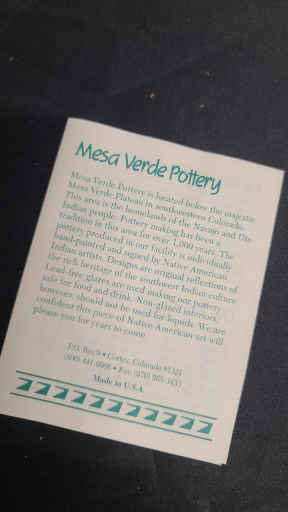 Mesa Verde Pottery
Mesa Verde Pottery is located below the majestic
Mesa Verde Plateau in southwestern Colorado.
This area is the homelands of the Navajo and Ute
Indian people. Pottery making has been a
tradition in this area for over 1,000 years. The
pottery produced in our facility is individually
hand-painted and signed by Native American
Indian artists. Designs are original reflections of
the rich heritage of the southwest Indian culture.
Lead-free glazes are used making our pottery
safe for food and drink. Non-glazed interiors,
however, should not be used for liquids. We are
confident this piece of Native American art will
please you for years to come.
P.O. Box 9 • Cortez, Colorado 81321
• Fax (970) 565-
Made in U.S.A.